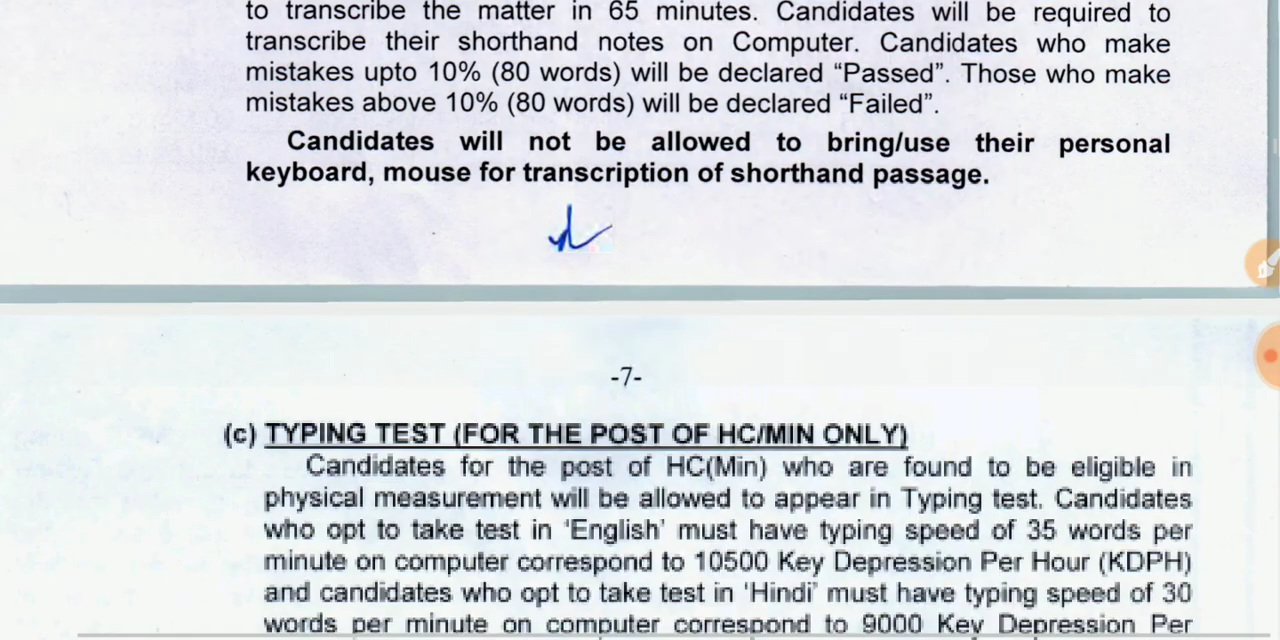 to transcribe the matter in 65 minutes. Candidates will be required to
transcribe their shorthand notes on Computer. Candidates who make
mistakes upto 10% (80 words) will be declared “Passed”. Those who make
mistakes above 10% (80 words) will be declared “Failed”.
Candidates will not be allowed to bring/use their personal
keyboard, mouse for transcription of shorthand passage.
-7-
(c) TYPING TEST (FOR THE POST OF HC/MIN ONLY)
Candidates for the post of HC(Min) who are found to be eligible in
physical measurement will be allowed to appear in Typing test. Candidates
who opt to take test in ‘English’ must have typing speed of 35 words per
minute on computer correspond to 10500 Key Depression Per Hour (KDPH)
and candidates who opt to take test in ‘Hindi’ must have typing speed of 30
words per minute on computer correspond to 9000 Key Depression Per